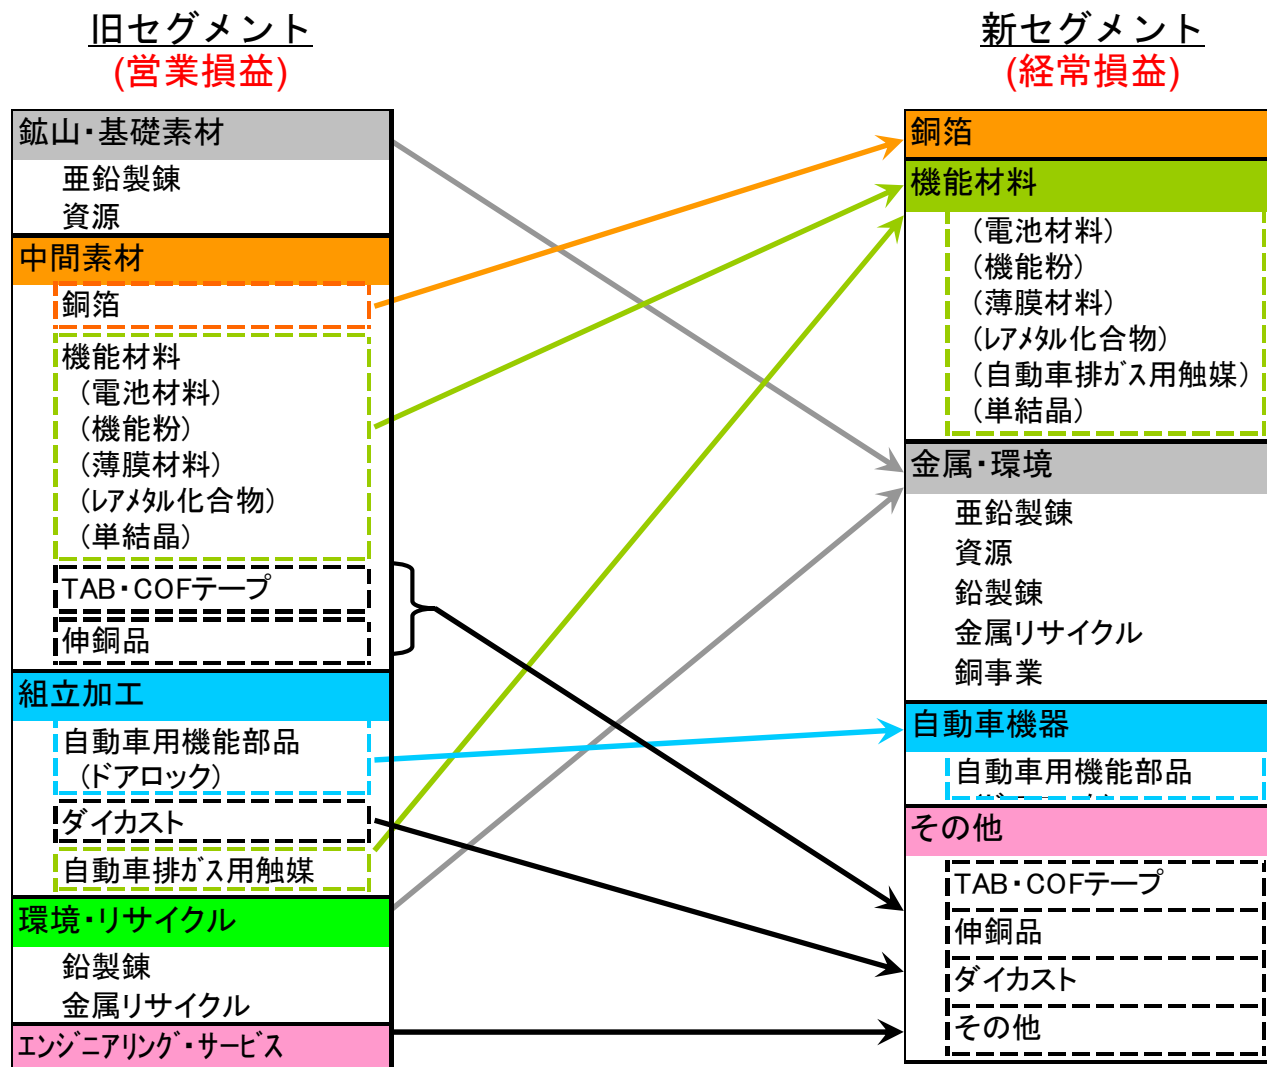 旧セグメント
(営業損益)
鉱山・基礎素材
亜鉛製錬
資源
中間素材
銅箔
機能材料
（電池材料）
（機能粉）
（薄膜材料）
（ﾚｱﾒﾀﾙ化合物）
（単結晶）
TAB・COFテープ
伸銅品
組立加工
自動車用機能部品
（ドアロック）
ダイカスト
自動車排ｶﾞｽ用触媒
環境・リサイクル
鉛製錬
金属リサイクル
ｴﾝｼﾞﾆｱﾘﾝｸﾞ・ｻｰﾋﾞｽ
新セグメント
(経常損益)
銅箔
機能材料
（電池材料）
（機能粉）
（薄膜材料）
（ﾚｱﾒﾀﾙ化合物）
（自動車排ｶﾞｽ用触媒）
（単結晶）
金属・環境
亜鉛製錬
資源
鉛製錬
金属リサイクル
銅事業
自動車機器
自動車用機能部品
その他
TAB・COFテープ
伸銅品
ダイカスト
その他